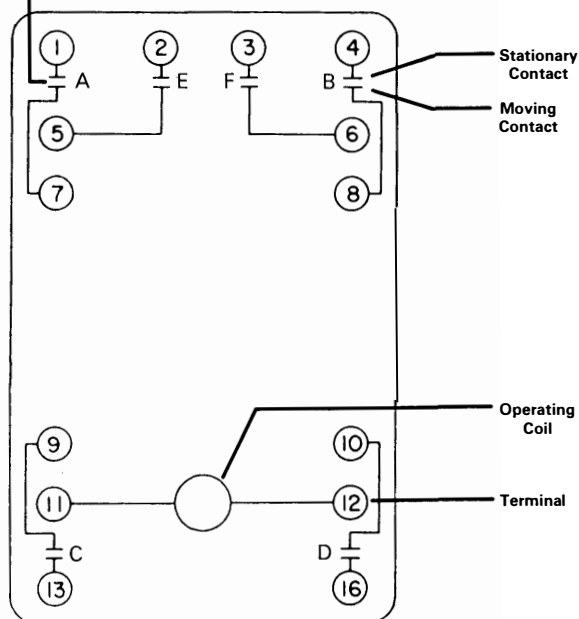 1 2 3 4
A E F B
Stationary
Contact
Moving
Contact
5 6
7 8
Operating
Coil
9 10
11 12
Terminal
C D
13 16